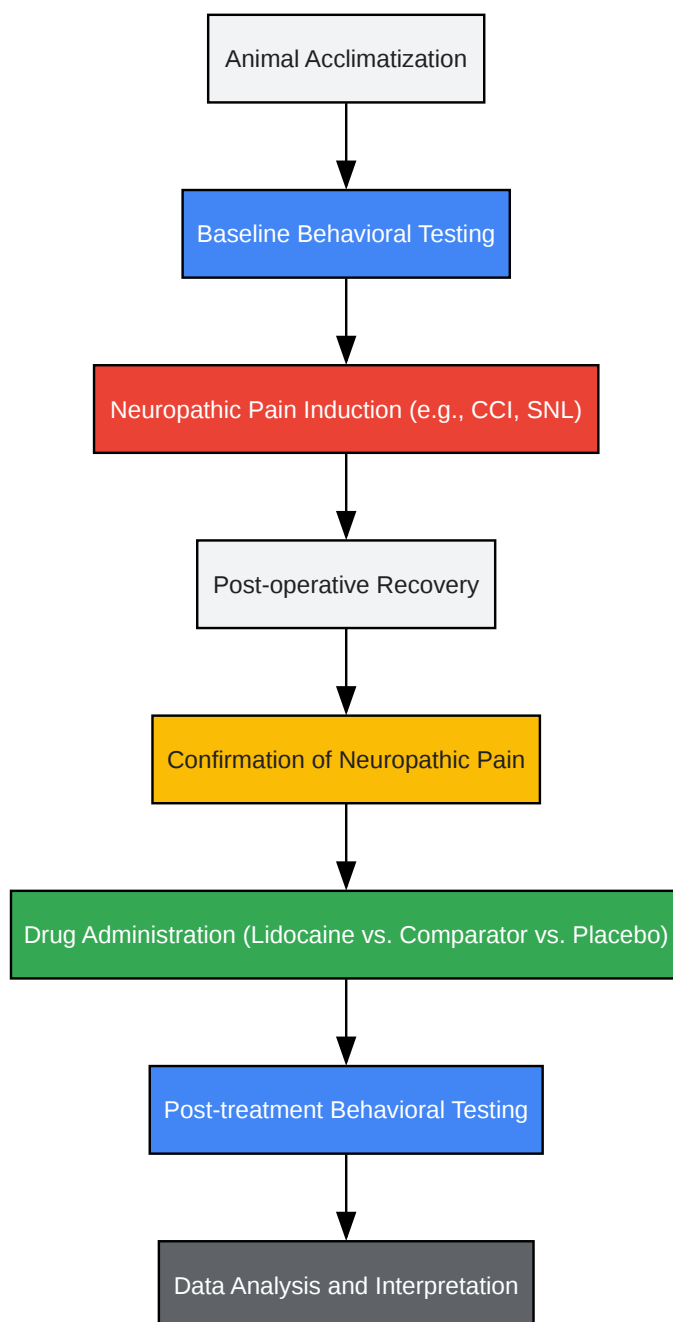 Animal Acclimatization
Baseline Behavioral Testing
Neuropathic Pain Induction (e.g., CCI, SNL)
Post-operative Recovery
Confirmation of Neuropathic Pain
Drug Administration (Lidocaine vs. Comparator vs. Placebo)
Post-treatment Behavioral Testing
Data Analysis and Interpretation